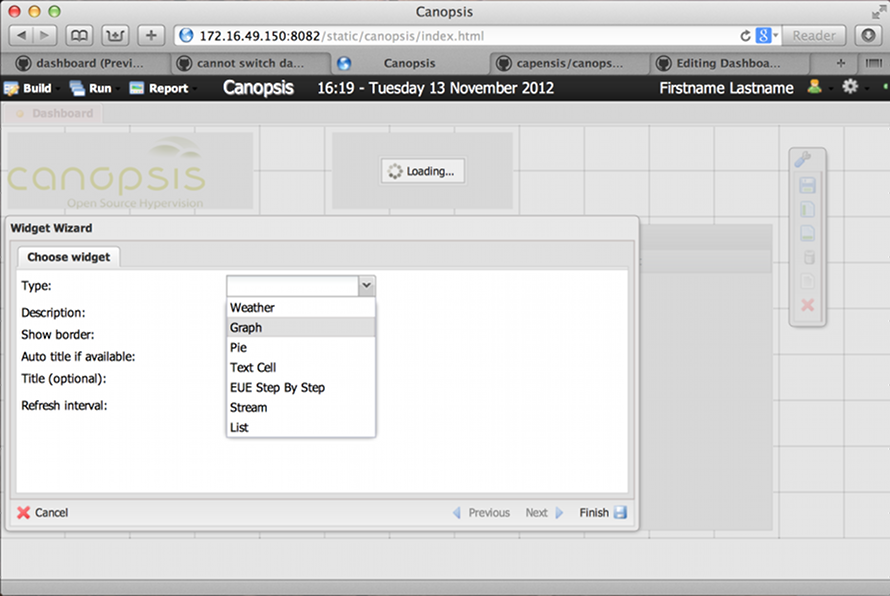 Canopsis
172.16.49.150:8082/static/canopsis/index.html
Reader
dashboard (Previ...
cannot switch da...
Canopsis
capensis/canops...
Editing Dashboa...
Build
Run
Report
Canopsis
16:19 - Tuesday 13 November 2012
Firstname Lastname
Dashboard
canopsis
Open Source Hypervision
Loading...
Widget Wizard
Choose widget
Type:
Description:
Show border:
Auto title if available:
Title (optional):
Refresh interval:
Weather
Graph
Pie
Text Cell
EUE Step By Step
Stream
List
Cancel
Previous
Next
Finish